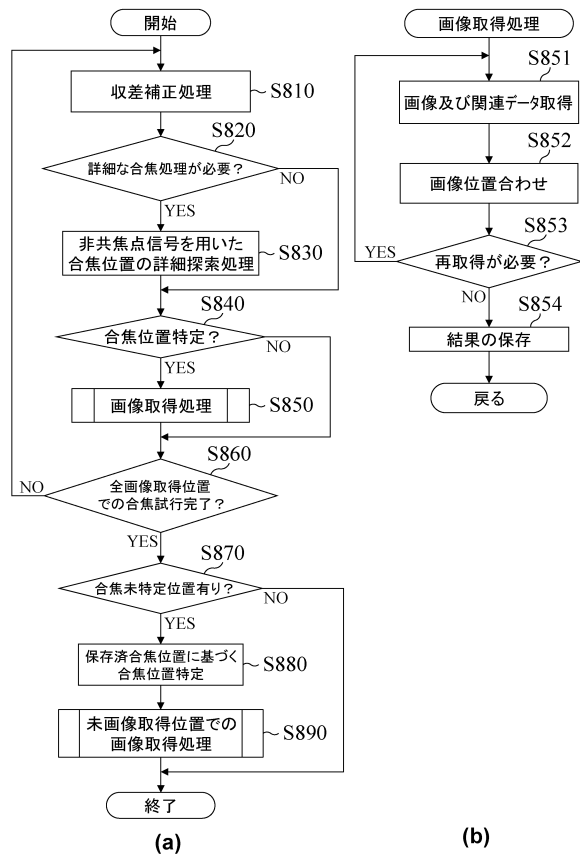 開始
収差補正処理
S810
S820
詳細な合焦処理が必要?
NO
YES
非共焦点信号を用いた
合焦位置の詳細探索処理
S830
S840
合焦位置特定?
NO
YES
画像取得処理
S850
S860
全画像取得位置
での合焦試行完了?
NO
YES
S870
合焦未特定位置有り?
NO
YES
保存済合焦位置に基づく
合焦位置特定
S880
未画像取得位置での
画像取得処理
S890
終了
(a)
画像取得処理
S851
画像及び関連データ取得
S852
画像位置合わせ
S853
YES
再取得が必要?
NO
S854
結果の保存
戻る
(b)